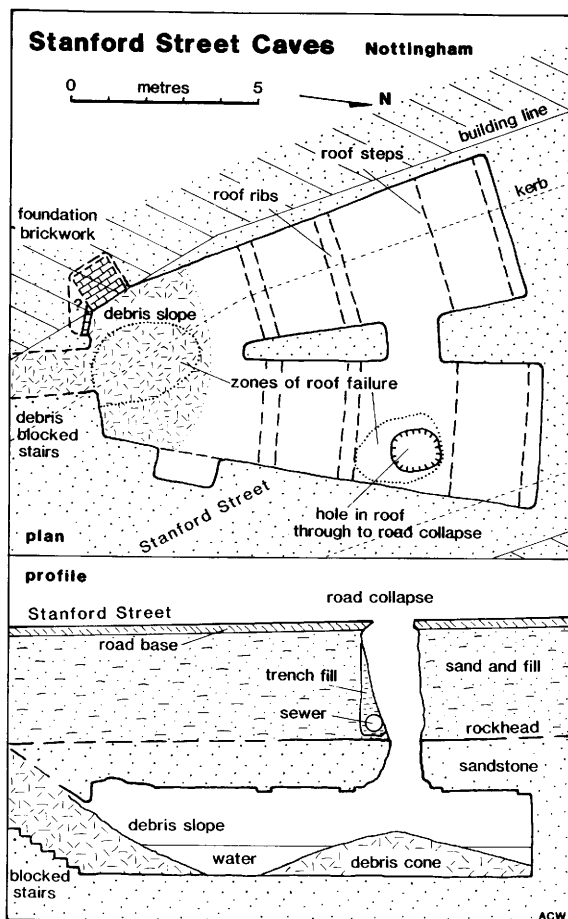 Stanford Street Caves Nottingham
0 metres 5
N
building line
roof steps
kerb
roof ribs
foundation
brickwork
?
debris slope
zones of roof failure
debris
blocked
stairs
Stanford Street
hole in roof
through to road collapse
plan
profile
road collapse
Stanford Street
road base
trench fill
sand and fill
sewer
rockhead
sandstone
debris slope
water
debris cone
blocked
stairs
ACW